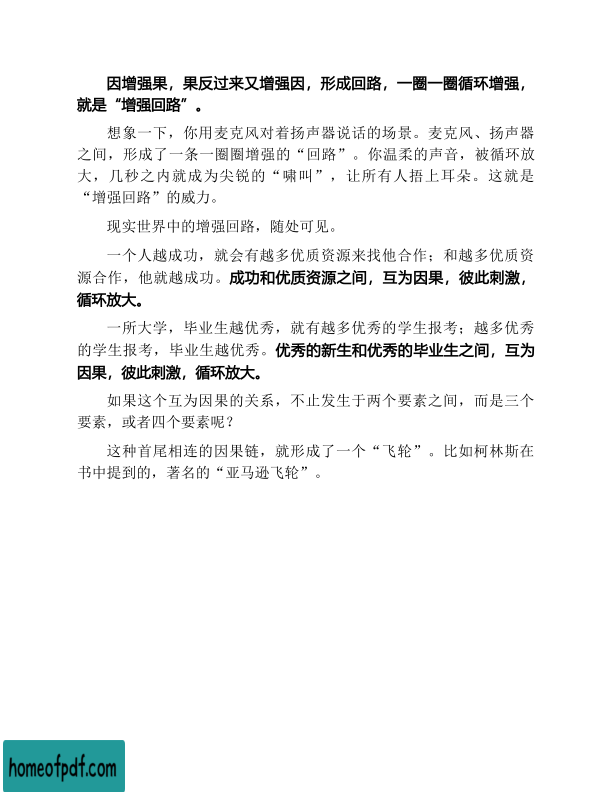 因增强果，果反过来又增强因，形成回路，一圈一圈循环增强，
就是“增强回路”。
想象一下，你用麦克风对着扬声器说话的场景。麦克风、扬声器
之间，形成了一条一圈圈增强的“回路”。你温柔的声音，被循环放
大，几秒之内就成为尖锐的“啸叫”，让所有人捂上耳朵。这就是
“增强回路”的威力。
现实世界中的增强回路，随处可见。
一个人越成功，就会有越多优质资源来找他合作；和越多优质资
源合作，他就越成功。成功和优质资源之间，互为因果，彼此刺激，
循环放大。
一所大学，毕业生越优秀，就有越多优秀的学生报考；越多优秀
的学生报考，毕业生越优秀。优秀的新生和优秀的毕业生之间，互为
因果，彼此刺激，循环放大。
如果这个互为因果的关系，不止发生于两个要素之间，而是三个
要素，或者四个要素呢？
这种首尾相连的因果链，就形成了一个“飞轮”。比如柯林斯在
书中提到的，著名的“亚马逊飞轮”。
homeofpdf.com